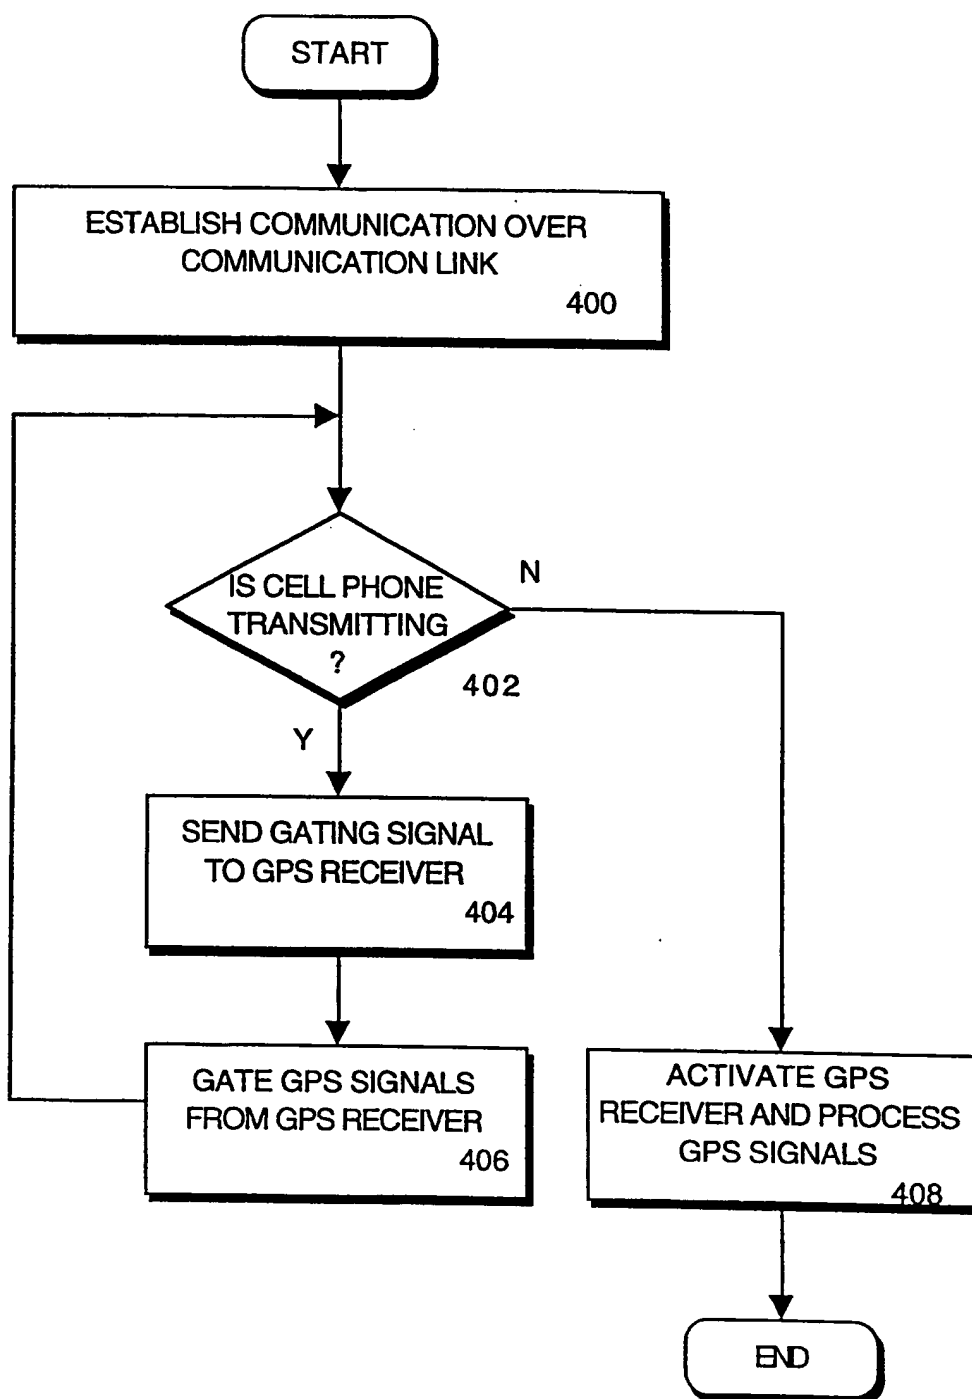 START
ESTABLISH COMMUNICATION OVER
COMMUNICATION LINK
400
IS CELL PHONE
TRANSMITTING
?
402
N
Y
SEND GATING SIGNAL
TO GPS RECEIVER
404
GATE GPS SIGNALS
FROM GPS RECEIVER
406
ACTIVATE GPS
RECEIVER AND PROCESS
GPS SIGNALS
408
END